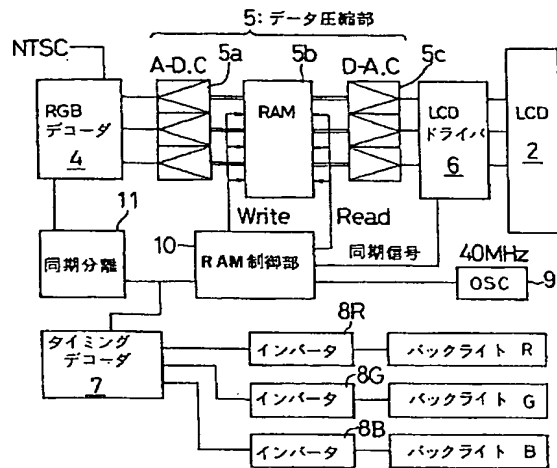 5:データ圧縮部
NTSC
A-D.C
5a
5b
D-A.C
5c
RGB
デコーダ
4
RAM
LCD
ドライバ
6
LCD
2
11
Write
Read
同期分離
10
RAM制御部
同期信号
40MHz
OSC
9
タイミング
デコーダ
7
8R
インバータ
バックライト R
8G
インバータ
バックライト G
8B
インバータ
バックライト B